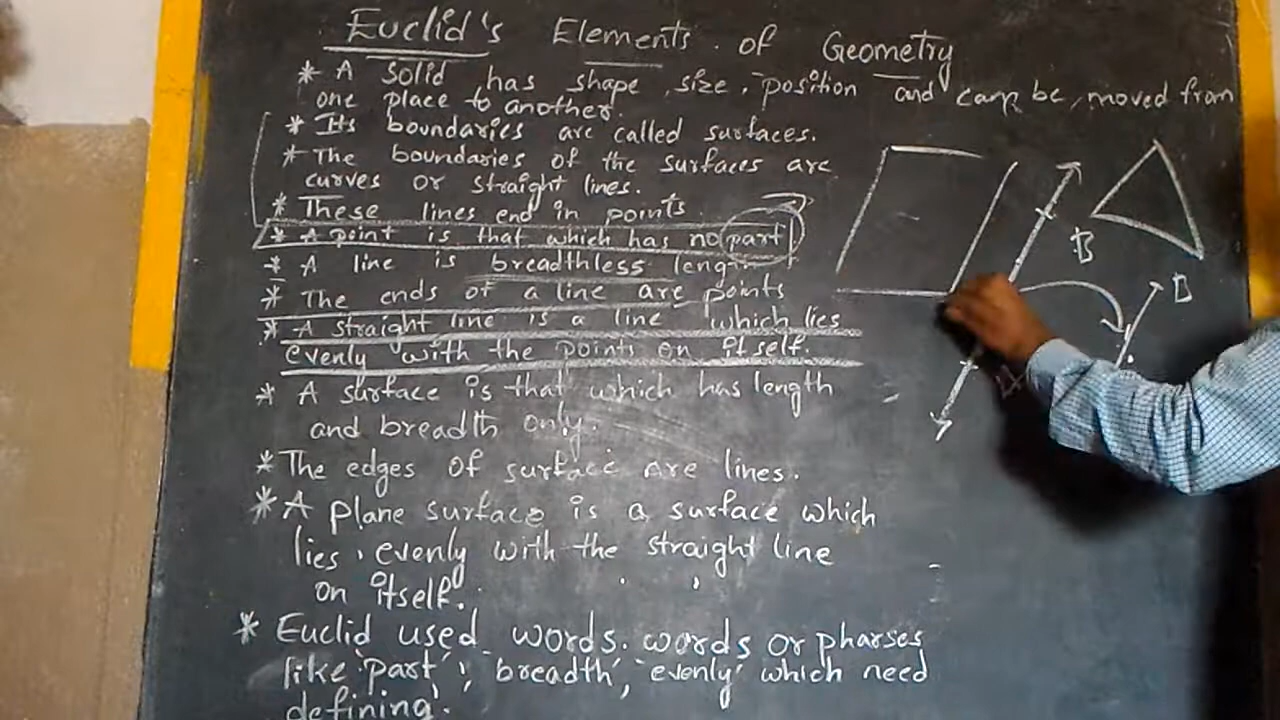 Euclid's Elements of Geometry
* A solid has shape, size, position and can be, moved from
one place to another.
* Its boundaries are called surfaces.
* The boundaries of the surfaces are
curves or straight lines.
* These lines end in points.
* A point is that which has no part
* A line is breadthless length
* The ends of a line are points
* A straight line is a line which lies
evenly with the points on itself.
* A surface is that which has length
and breadth only.
* The edges of surface are lines.
* A plane surface is a surface which
lies evenly with the straight line
on itself.
* Euclid used words. words or pharses
like 'part', 'breadth', 'evenly' which need
defining.
B
B